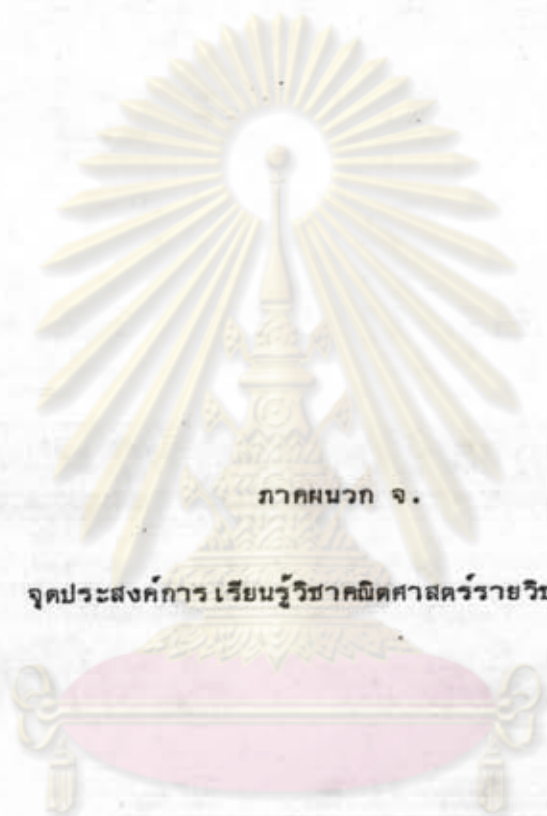 ภาคผนวก จ.
จุดประสงค์การเรียนรู้วิชาคณิตศาสตร์รายวิช